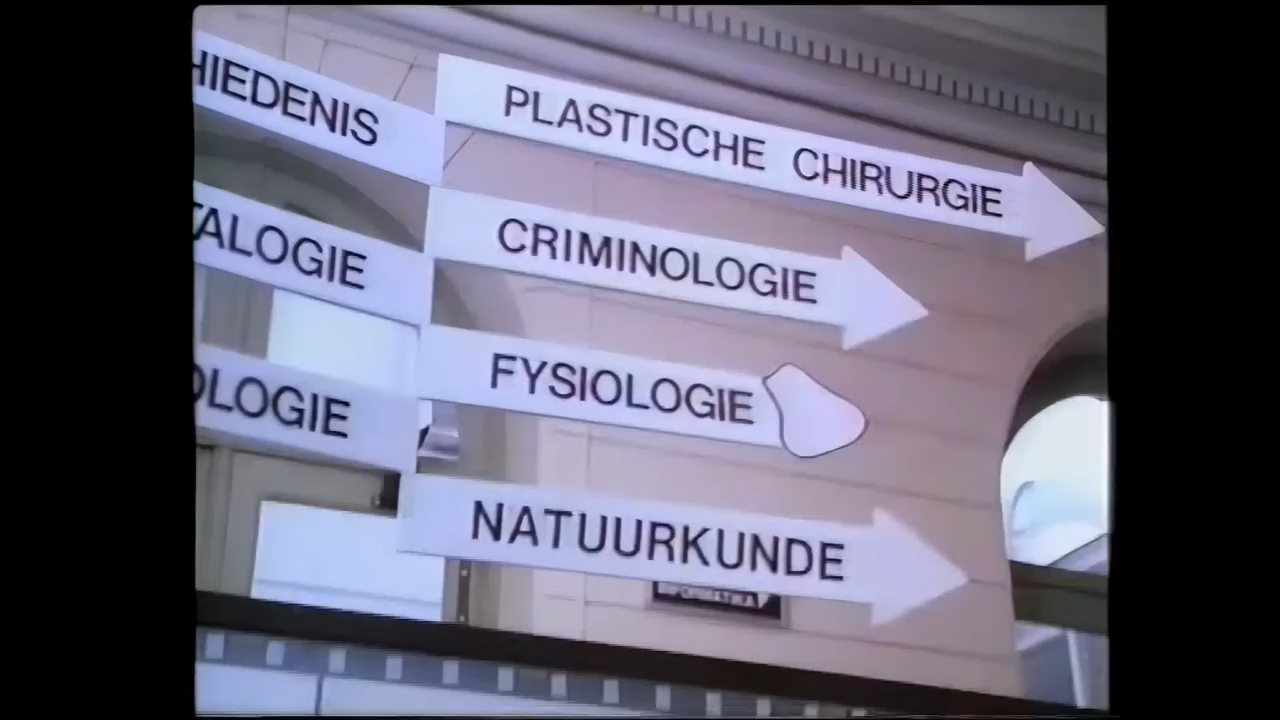 HIEDENIS
ALOGIE
OLOGIE
PLASTISCHE CHIRURGIE
CRIMINOLOGIE
FYSIOLOGIE
NATUURKUNDE